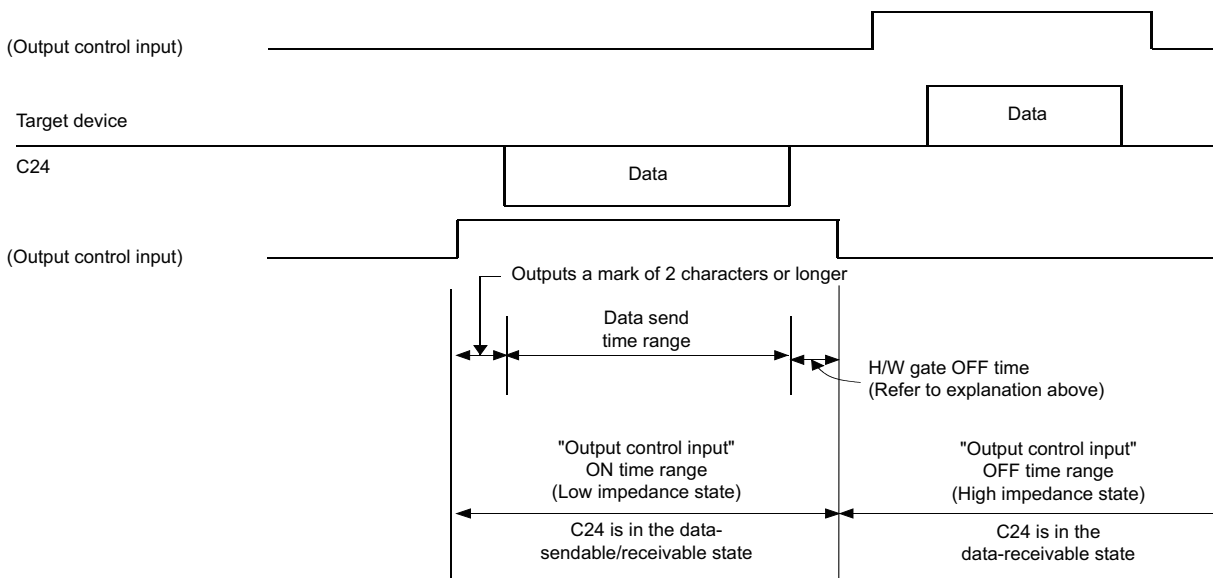 (Output control input)
Target device
Data
C24
Data
(Output control input)
Outputs a mark of 2 characters or longer
Data send
time range
H/W gate OFF time
(Refer to explanation above)
"Output control input"
ON time range
(Low impedance state)
"Output control input"
OFF time range
(High impedance state)
C24 is in the data-
sendable/receivable state
C24 is in the
data-receivable state